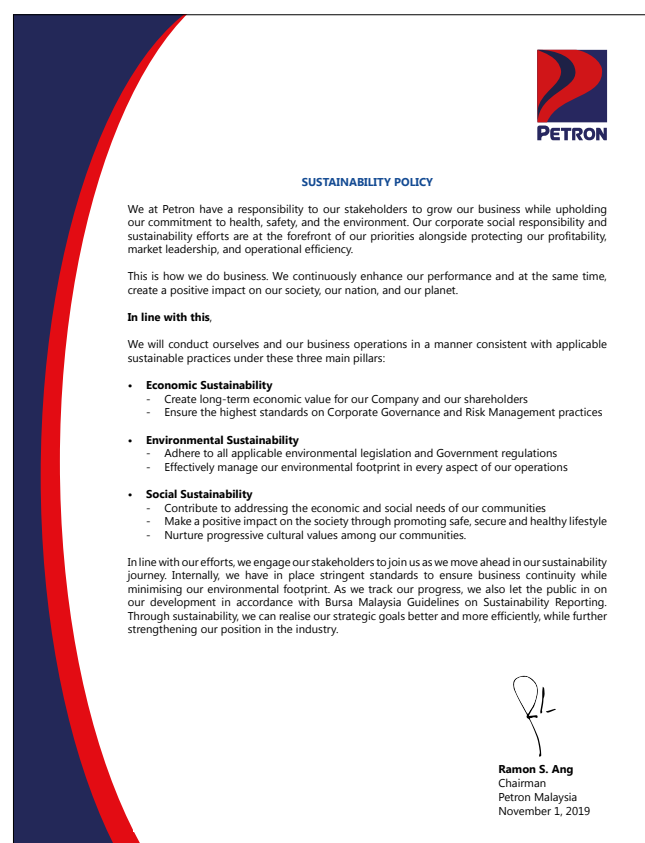 PETRON
SUSTAINABILITY POLICY
We at Petron have a responsibility to our stakeholders to grow our business while upholding
our commitment to health, safety, and the environment. Our corporate social responsibility and
sustainability efforts are at the forefront of our priorities alongside protecting our profitability,
market leadership, and operational efficiency.
This is how we do business. We continuously enhance our performance and at the same time,
create a positive impact on our society, our nation, and our planet.
In line with this,
We will conduct ourselves and our business operations in a manner consistent with applicable
sustainable practices under these three main pillars:
• Economic Sustainability
- Create long-term economic value for our Company and our shareholders
- Ensure the highest standards on Corporate Governance and Risk Management practices
• Environmental Sustainability
- Adhere to all applicable environmental legislation and Government regulations
- Effectively manage our environmental footprint in every aspect of our operations
• Social Sustainability
- Contribute to addressing the economic and social needs of our communities
- Make a positive impact on the society through promoting safe, secure and healthy lifestyle
- Nurture progressive cultural values among our communities.
In line with our efforts, we engage our stakeholders to join us as we move ahead in our sustainability
journey. Internally, we have in place stringent standards to ensure business continuity while
minimising our environmental footprint. As we track our progress, we also let the public in on
our development in accordance with Bursa Malaysia Guidelines on Sustainability Reporting.
Through sustainability, we can realise our strategic goals better and more efficiently, while further
strengthening our position in the industry.
Ramon S. Ang
Chairman
Petron Malaysia
November 1, 2019